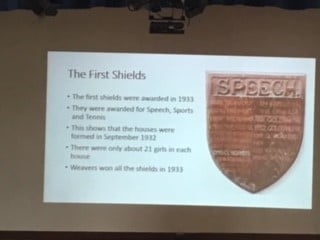 The First Shields
• The first shields were awarded in 1933
• They were awarded for Speech, Sports
and Tennis
• This shows that the houses were
formed in September 1932
• There were only about 21 girls in each
house
• Weavers won all the shields in 1933
SPEECH